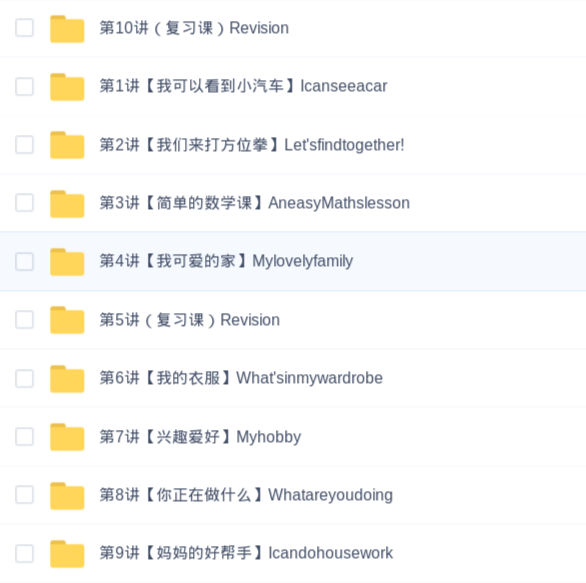 第10讲（复习课）Revision
第1讲【我可以看到小汽车】Icanseeacar
第2讲【我们来打方位拳】Let'sfindtogether!
第3讲【简单的数学课】AneasyMathslesson
第4讲【我可爱的家】Mylovelyfamily
第5讲（复习课）Revision
第6讲【我的衣服】What'sinmywardrobe
第7讲【兴趣爱好】Myhobby
第8讲【你正在做什么】Whatareyoudoing
第9讲【妈妈的好帮手】Icandohousework